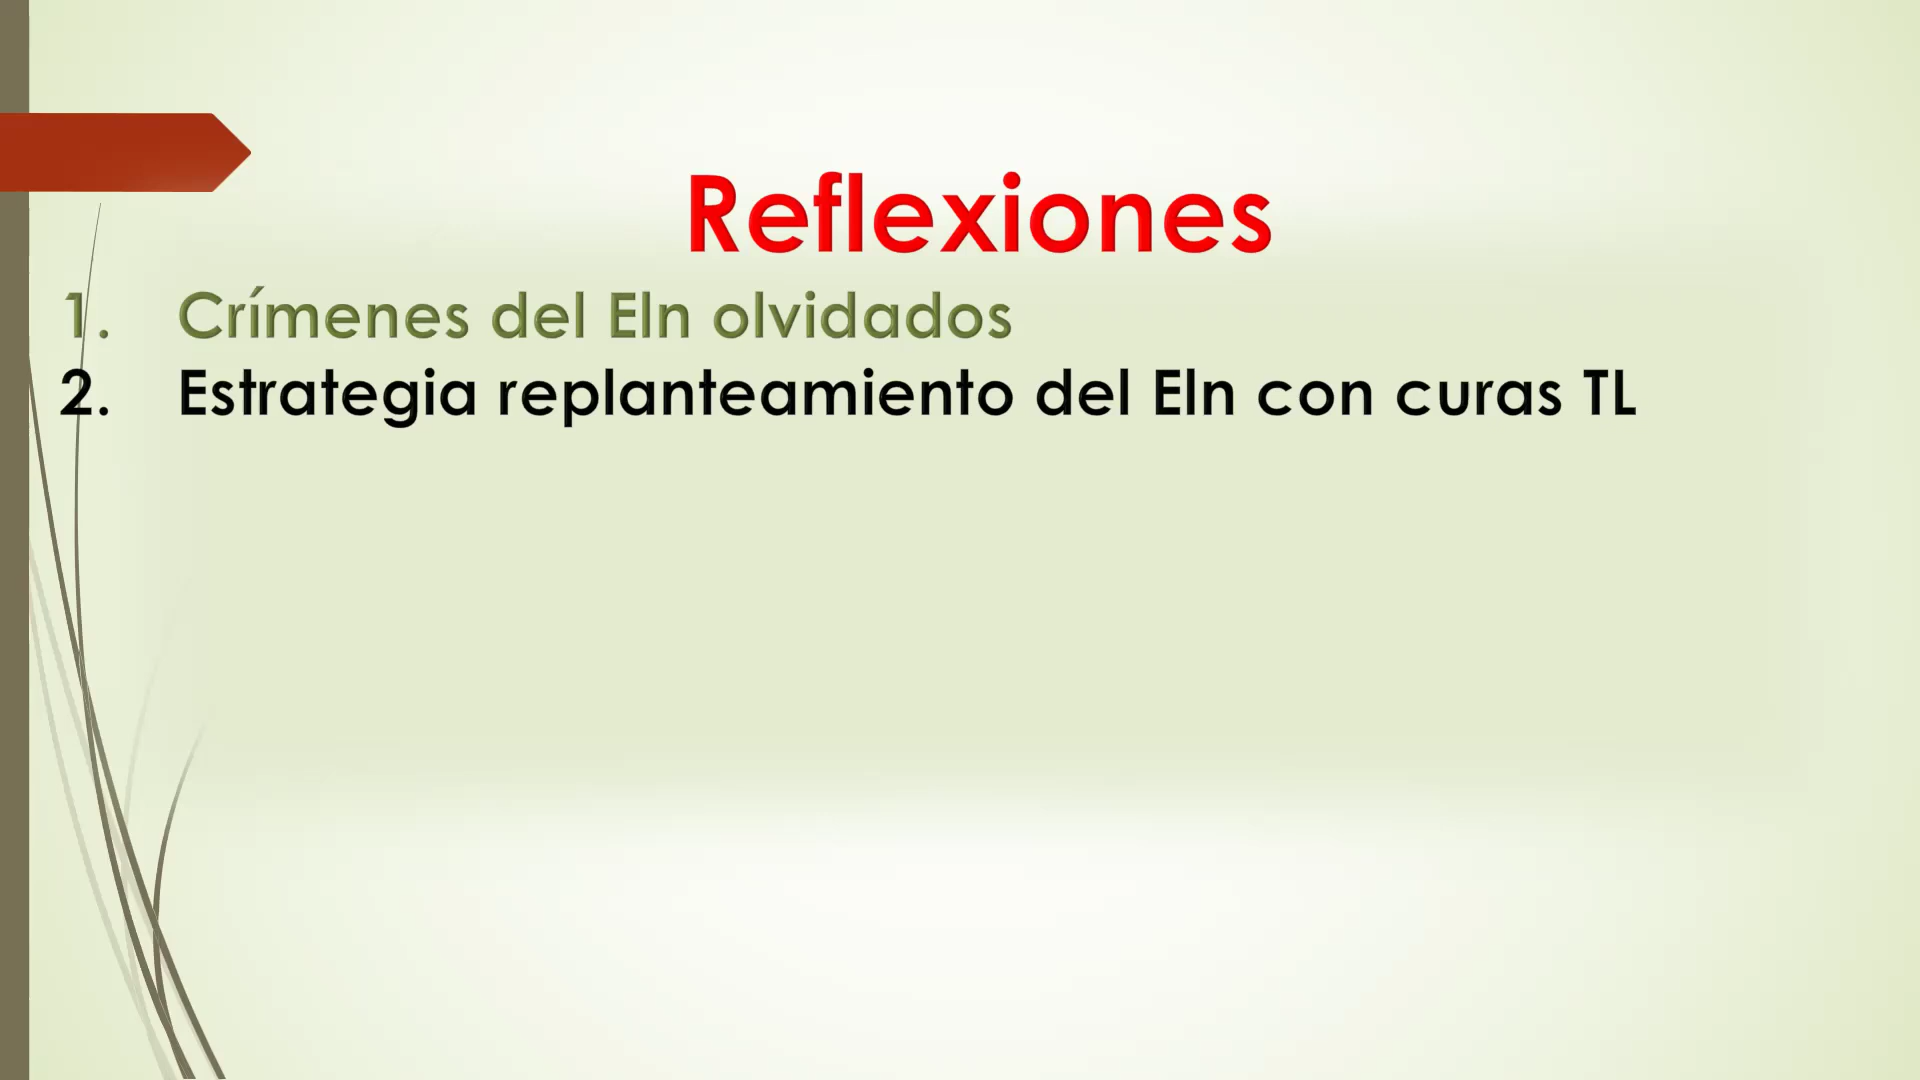 Reflexiones
1. Crímenes del Eln olvidados
2. Estrategia replanteamiento del Eln con curas TL